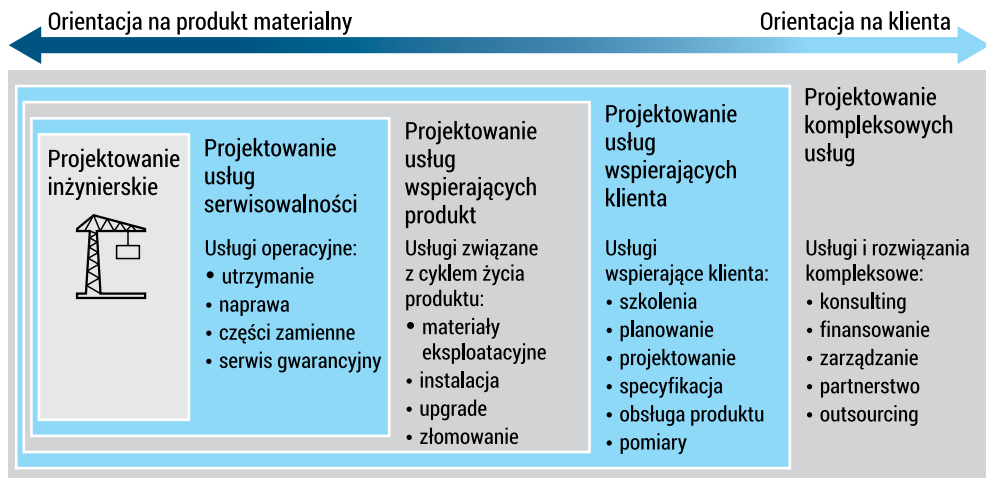 Orientacja na produkt materialny
Orientacja na klienta
Projektowanie
inżynierskie
Projektowanie
usług
serwisowalności
Usługi operacyjne:
• utrzymanie
• naprawa
• części zamienne
• serwis gwarancyjny
Projektowanie
usług
wspierających
produkt
Usługi związane
z cyklem życia
produktu:
• materiały
eksploatacyjne
• instalacja
• upgrade
• złomowanie
Projektowanie
usług
wspierających
klienta
Usługi
wspierające klienta:
• szkolenia
• planowanie
• projektowanie
• specyfikacja
• obsługa produktu
• pomiary
Projektowanie
kompleksowych
usług
Usługi i rozwiązania
kompleksowe:
• konsulting
• finansowanie
• zarządzanie
• partnerstwo
• outsourcing